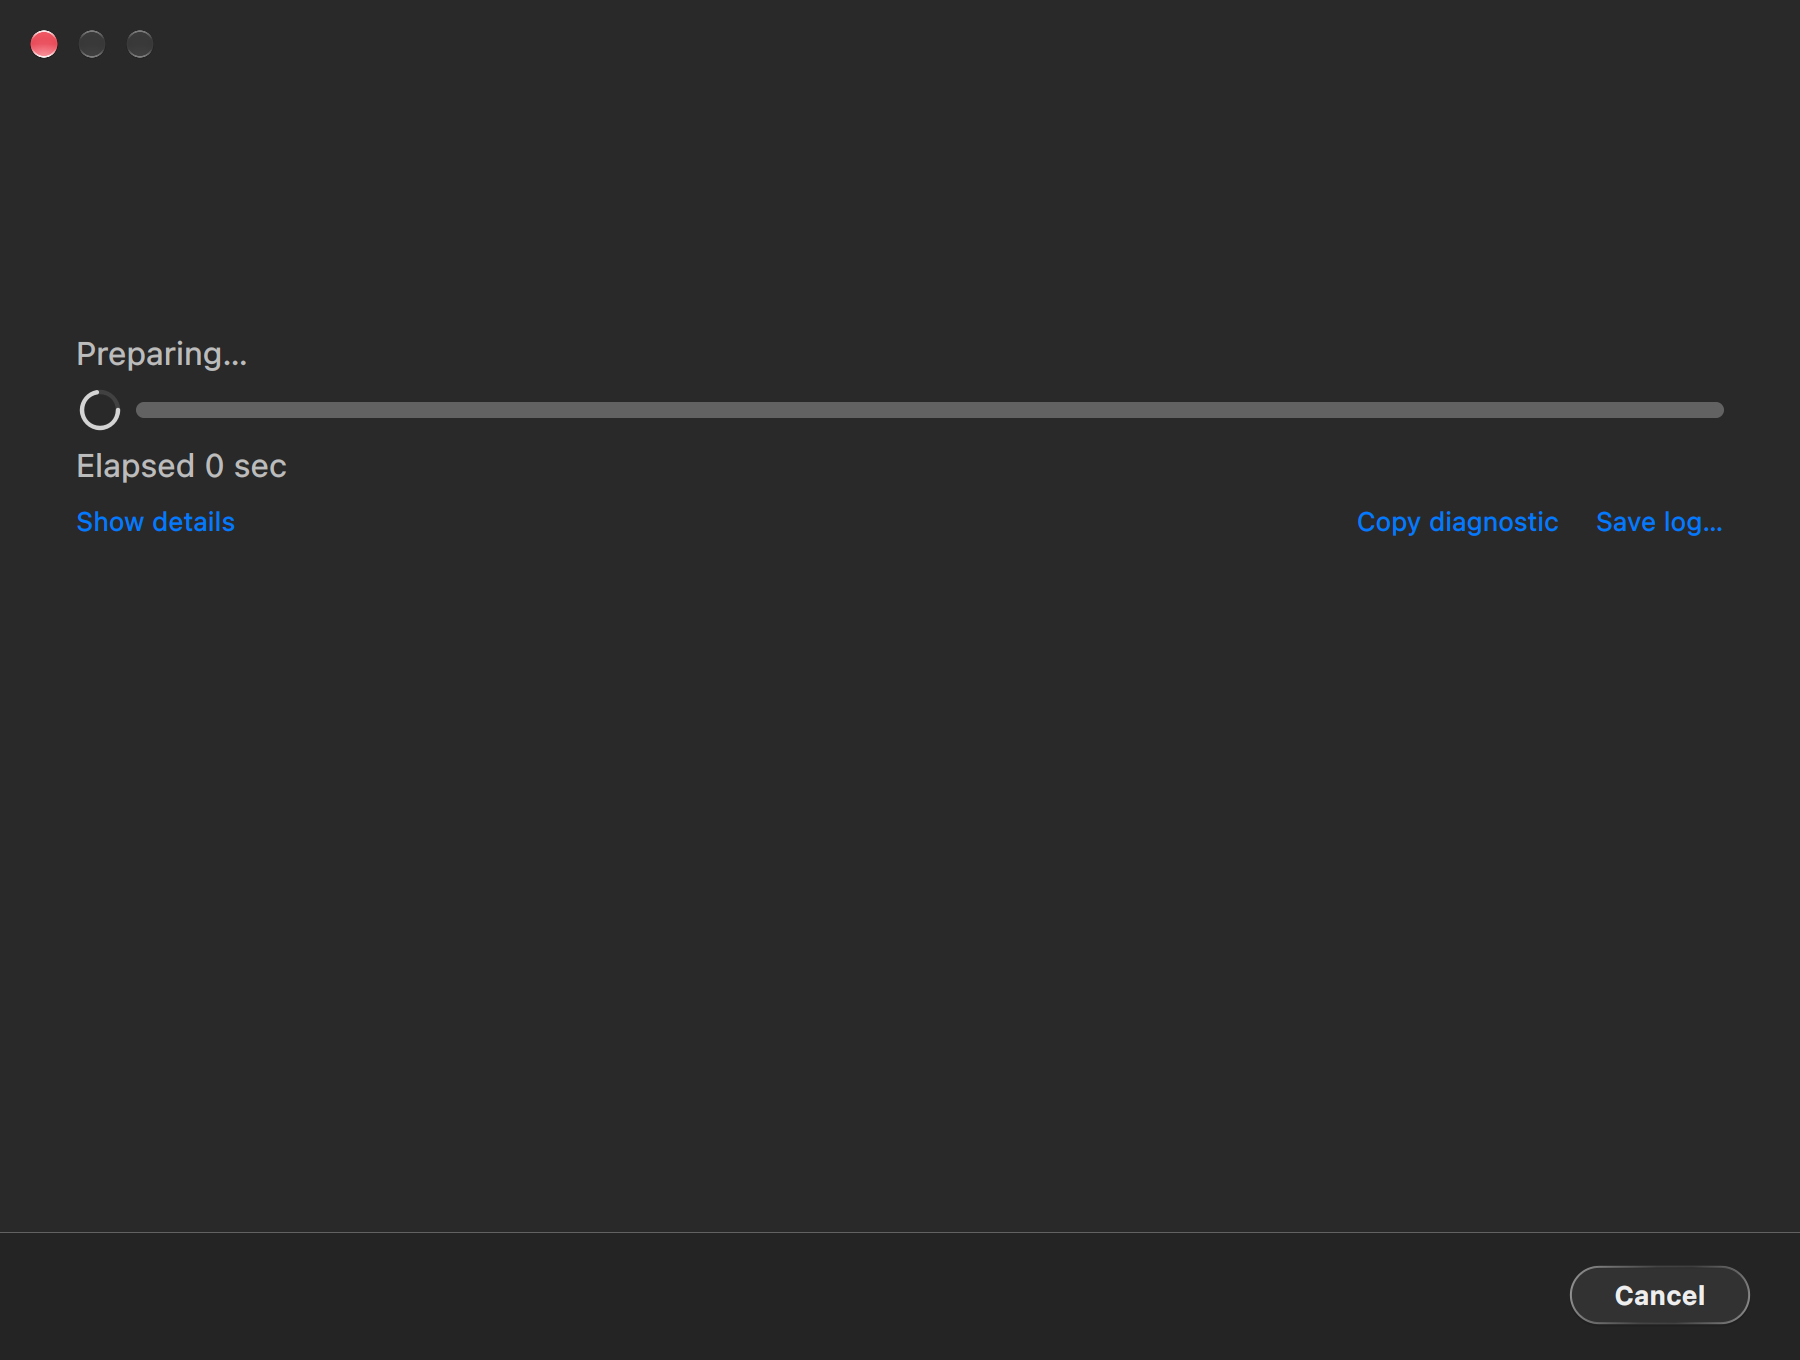 Preparing...
Elapsed 0 sec
Show details
Copy diagnostic
Save log...
Cancel